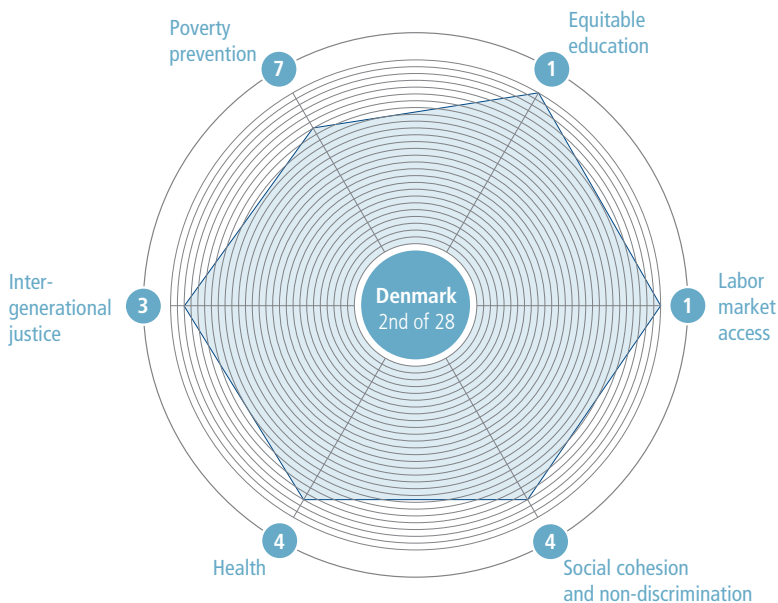 Poverty
prevention
7
Equitable
education
1
Inter-
generational
justice
3
Denmark
2nd of 28
1
Labor
market
access
4
Health
4
Social cohesion
and non-discrimination